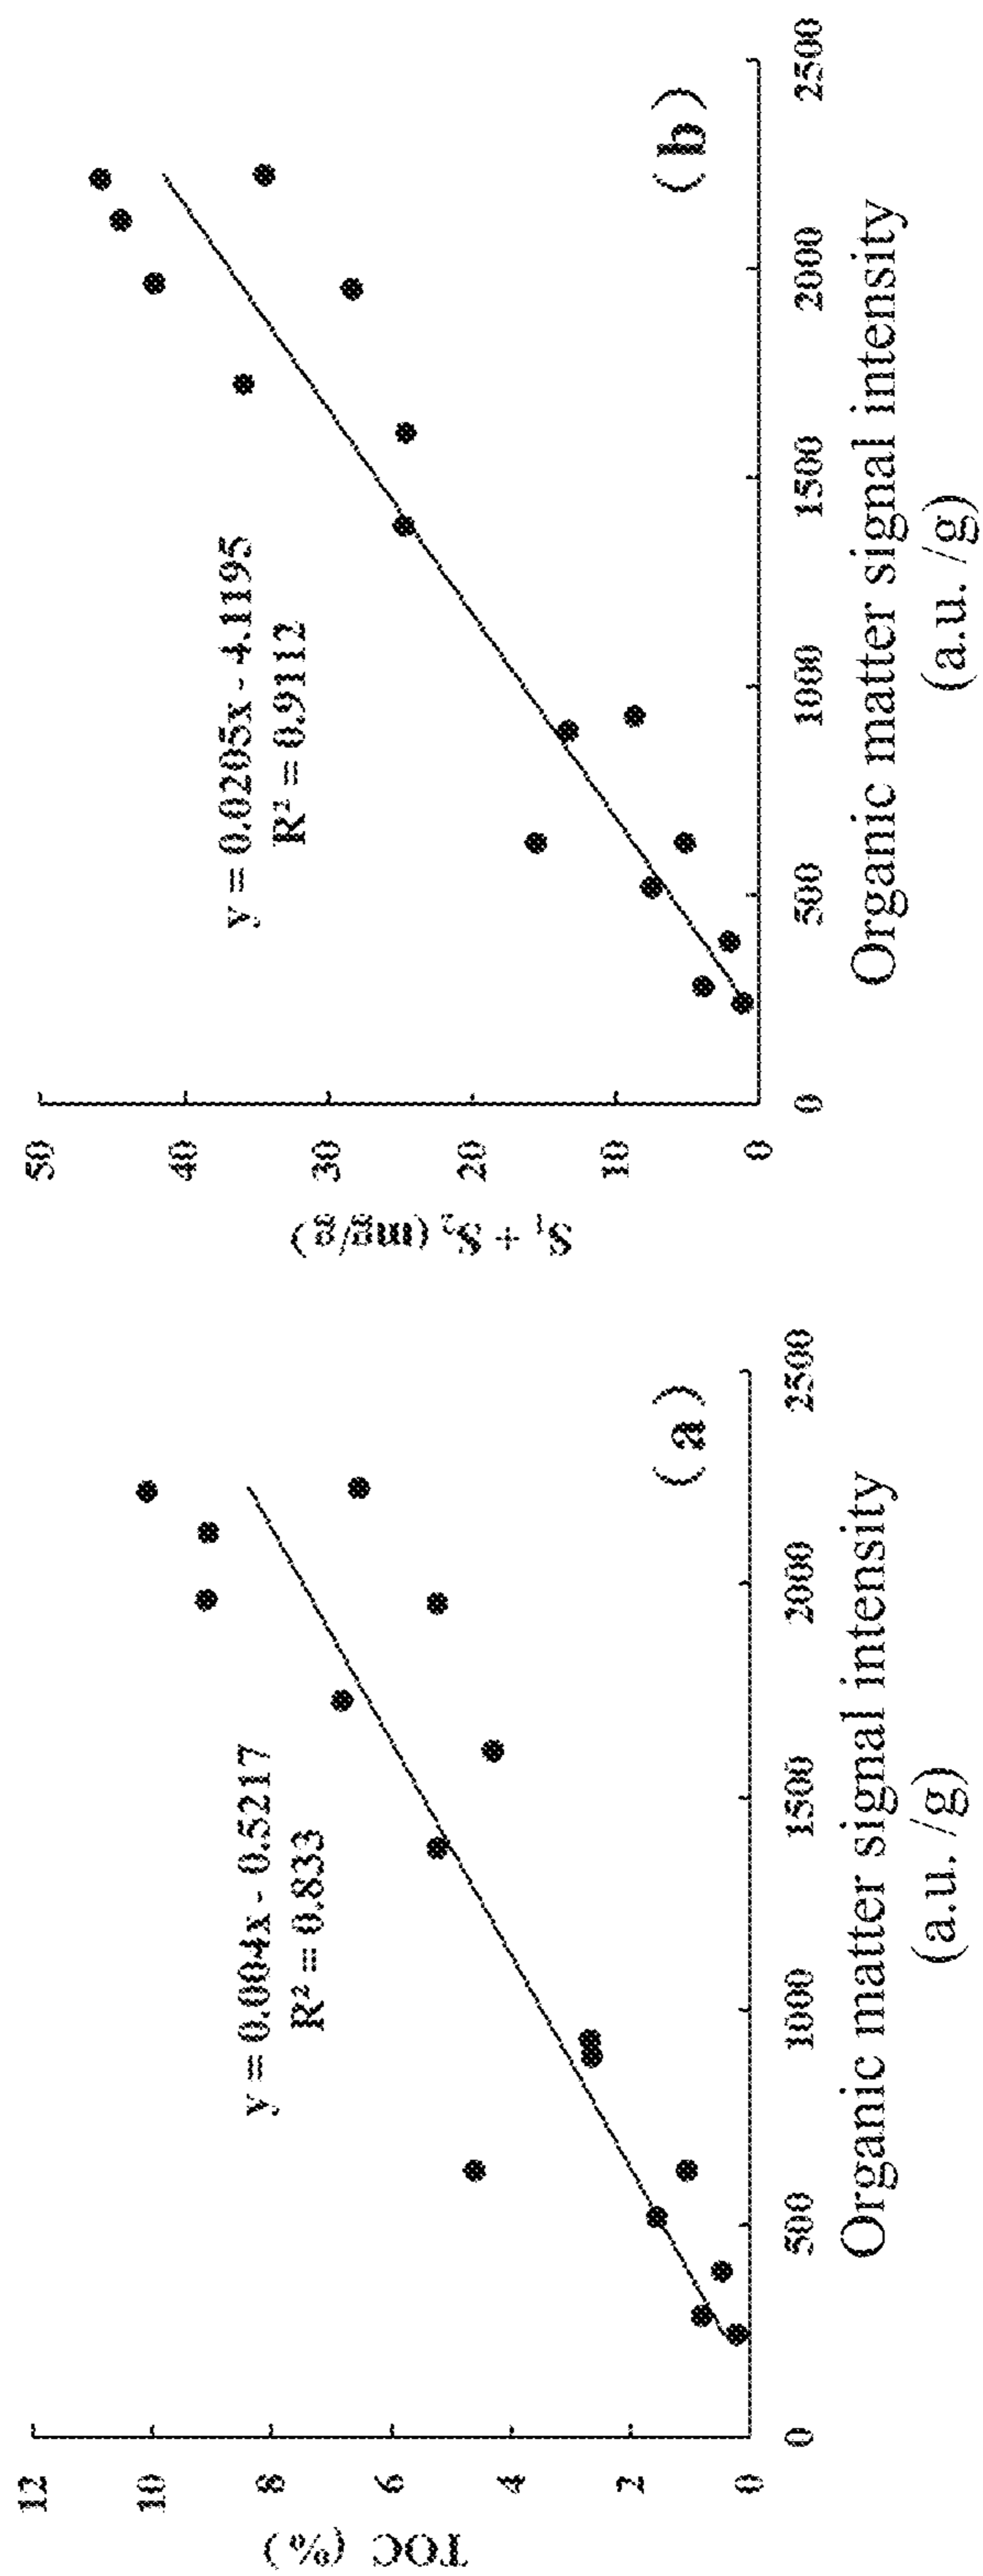 TOC (%)
12
10
8
6
4
2
0
y = 0.004x - 0.5217
R² = 0.833
(a)
0
500
1000
1500
2000
2500
Organic matter signal intensity
(a.u. /g)
S₁ + S₂ (mg/g)
50
40
30
20
10
0
y = 0.0205x - 4.1195
R² = 0.9112
(b)
0
500
1000
1500
2000
2500
Organic matter signal intensity
(a.u. /g)